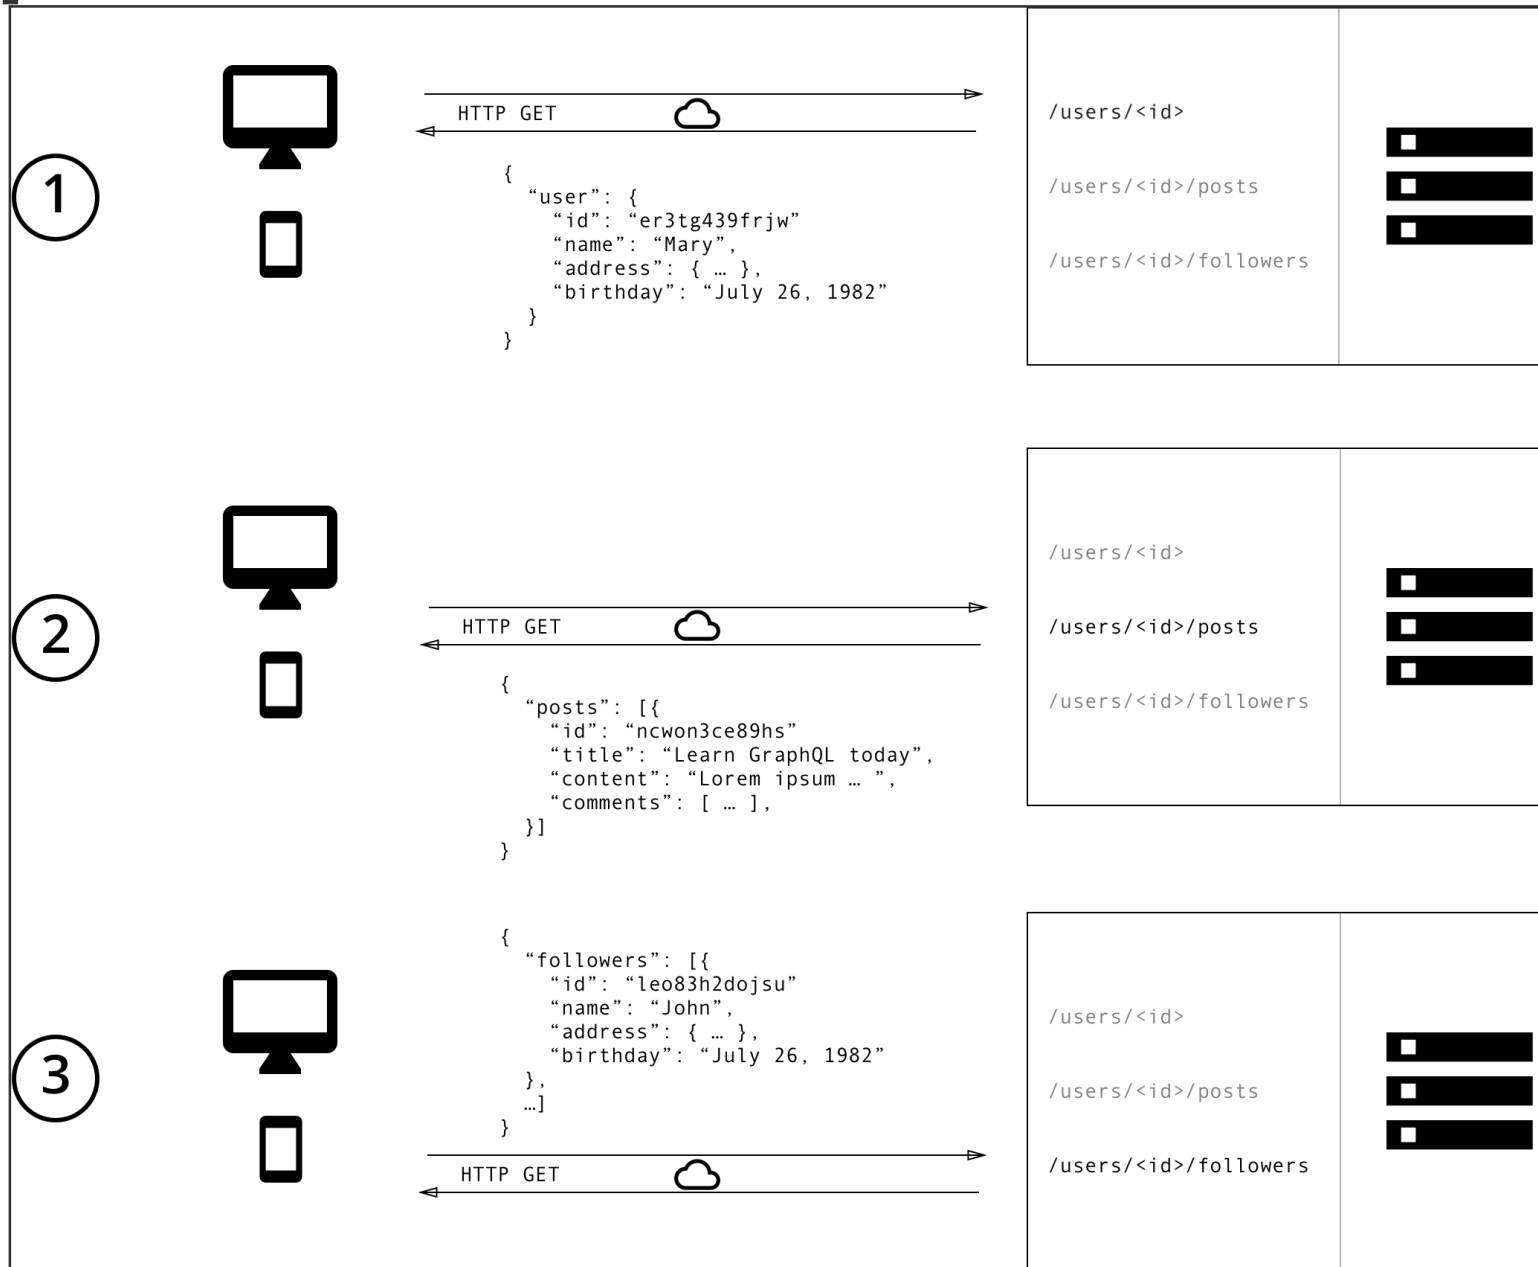 1
HTTP GET
{
  “user”: {
    “id”: “er3tg439frjw”
    “name”: “Mary”,
    “address”: { … },
    “birthday”: “July 26, 1982”
  }
}
/users/<id>
/users/<id>/posts
/users/<id>/followers
2
HTTP GET
{
  “posts”: [{
    “id”: “ncwon3ce89hs”
    “title”: “Learn GraphQL today”,
    “content”: “Lorem ipsum … ”,
    “comments”: [ … ],
  }]
}
/users/<id>
/users/<id>/posts
/users/<id>/followers
3
{
  “followers”: [{
    “id”: “leo83h2dojsu”
    “name”: “John”,
    “address”: { … },
    “birthday”: “July 26, 1982”
  },
  …]
}
HTTP GET
/users/<id>
/users/<id>/posts
/users/<id>/followers